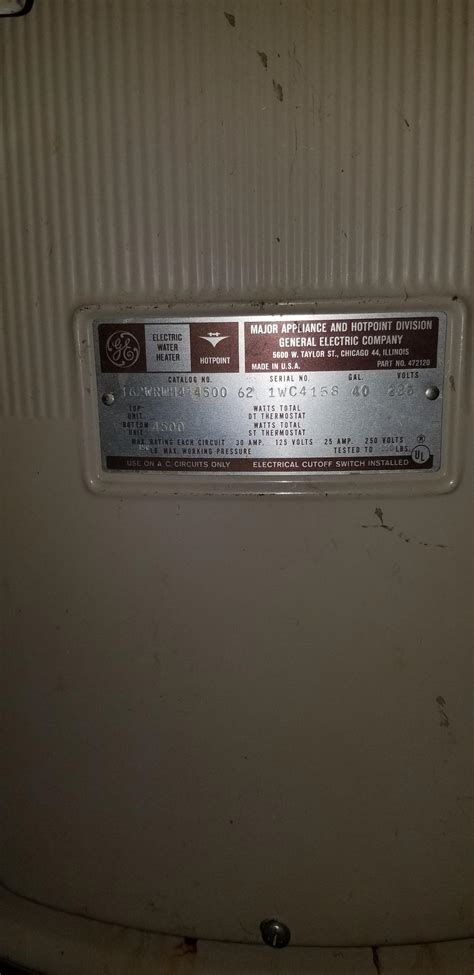 GE
ELECTRIC
WATER
HEATER
HOTPOINT
MAJOR APPLIANCE AND HOTPOINT DIVISION
GENERAL ELECTRIC COMPANY
5600 W. TAYLOR ST., CHICAGO 44, ILLINOIS
MADE IN U.S.A. PART NO. 472120
CATALOG NO. SERIAL NO. GAL. VOLTS
62 1WC4158 40
TOP UNIT WATTS TOTAL DT THERMOSTAT
BOTTOM UNIT 4500 WATTS TOTAL ST THERMOSTAT
MAX. RATING EACH CIRCUIT 30 AMP. 125 VOLTS 25 AMP. 250 VOLTS
LB MAX. WORKING PRESSURE TESTED TO LBS.
USE ON A.C. CIRCUITS ONLY ELECTRICAL CUTOFF SWITCH INSTALLED
UL ®